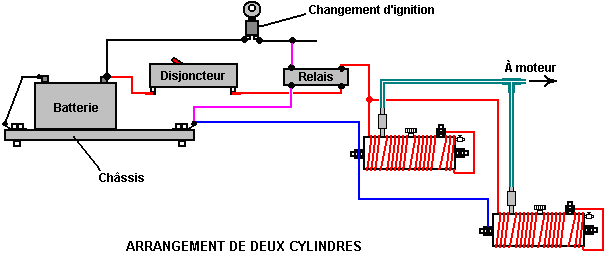 Changement d'ignition
À moteur
Disjoncteur
Relais
Batterie
Châssis
ARRANGEMENT DE DEUX CYLINDRES